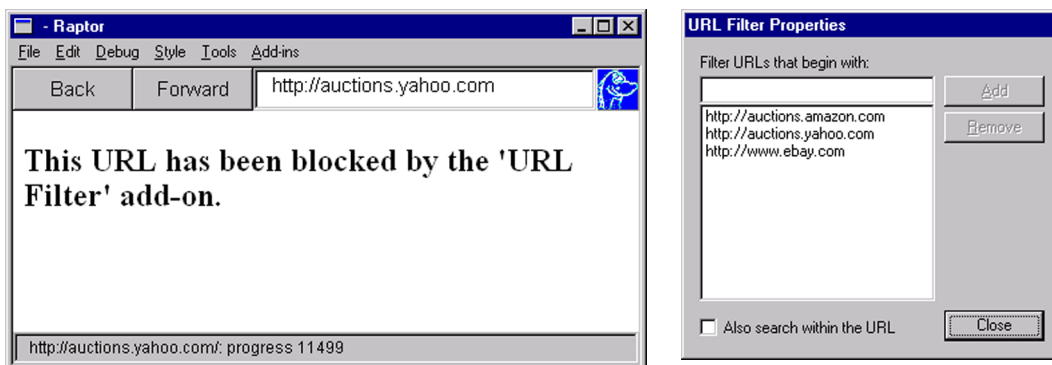 - Raptor
File Edit Debug Style Tools Add-ins
Back Forward http://auctions.yahoo.com
This URL has been blocked by the 'URL
Filter' add-on.
http://auctions.yahoo.com/: progress 11499
URL Filter Properties
Filter URLs that begin with:
Add
http://auctions.amazon.com
http://auctions.yahoo.com
http://www.ebay.com
Remove
Also search within the URL
Close